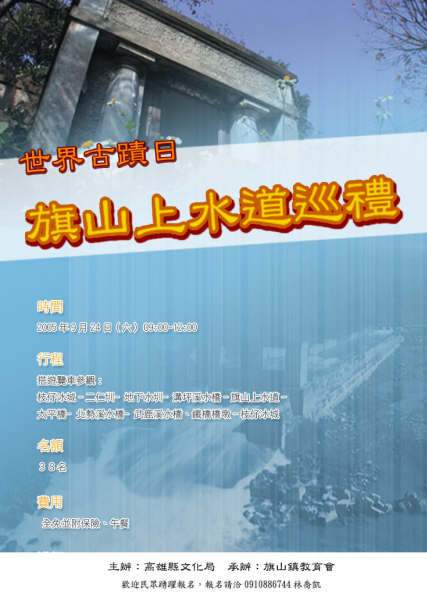 世界古蹟日
旗山上水道巡禮
時間
2005年9月24日(六) 09:00-12:00
行程
搭遊覽車參觀:
枝仔冰城-二仁圳-地下水圳-溝坪溪水橋-旗山上水道-
太平橋-北勢溪水橋-武鹿溪水橋、鐵橋橋墩-枝仔冰城
名額
38名
費用
全免並附保險、午餐
主辦:高雄縣文化局 承辦:旗山鎮教育會
歡迎民眾踴躍報名,報名請洽 0910886744 林喬凱